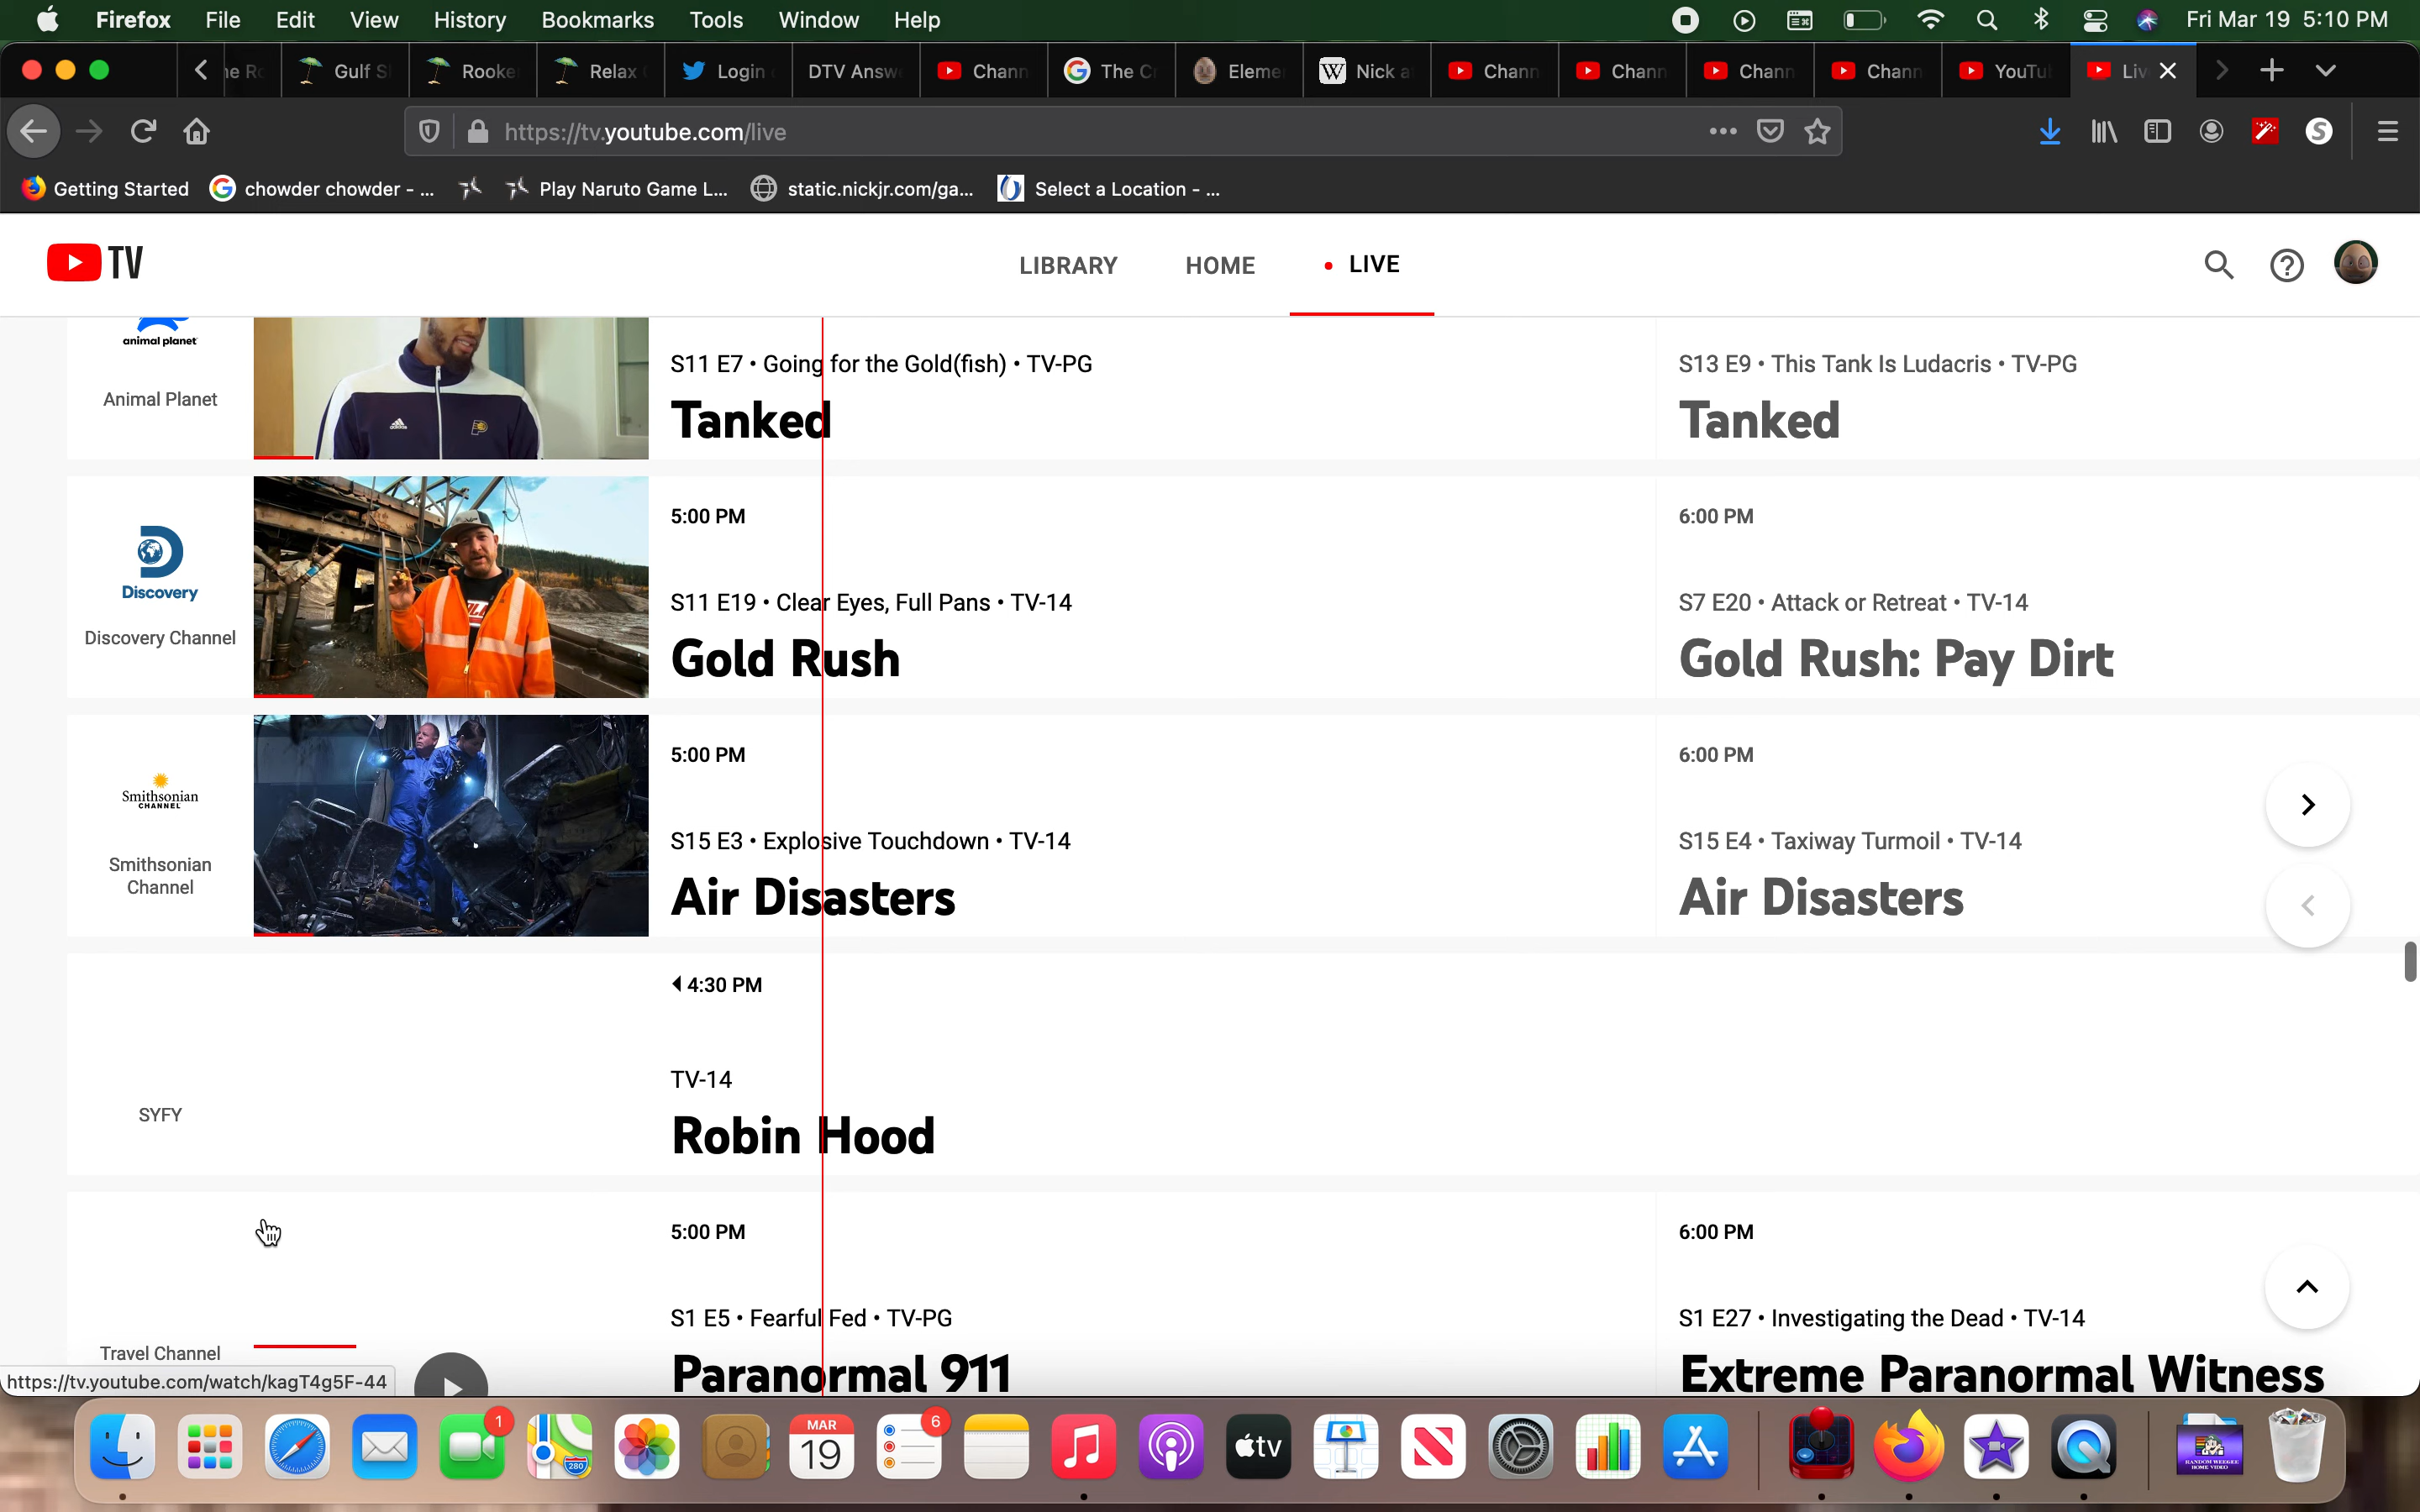 Firefox File Edit View History Bookmarks Tools Window Help Fri Mar 19 5:10 PM
Gulf S Rooke Relax Login DTV Answ Chann The C Eleme Nick a Chann Chann Chann Chann YouTu Liv
https://tv.youtube.com/live
Getting Started chowder chowder - ... Play Naruto Game L... static.nickjr.com/ga... Select a Location - ...
TV LIBRARY HOME LIVE
animal planet
Animal Planet
S11 E7 • Going for the Gold(fish) • TV-PG
Tanked
S13 E9 • This Tank Is Ludacris • TV-PG
Tanked
Discovery
Discovery Channel
5:00 PM
S11 E19 • Clear Eyes, Full Pans • TV-14
Gold Rush
6:00 PM
S7 E20 • Attack or Retreat • TV-14
Gold Rush: Pay Dirt
Smithsonian
CHANNEL
Smithsonian
Channel
5:00 PM
S15 E3 • Explosive Touchdown • TV-14
Air Disasters
6:00 PM
S15 E4 • Taxiway Turmoil • TV-14
Air Disasters
SYFY
4:30 PM
TV-14
Robin Hood
Travel Channel
5:00 PM
S1 E5 • Fearful Fed • TV-PG
Paranormal 911
6:00 PM
S1 E27 • Investigating the Dead • TV-14
Extreme Paranormal Witness
https://tv.youtube.com/watch/kagT4g5F-44
1
280
MAR
19
6
tv
RANDOM WEEGEE
HOME VIDEO